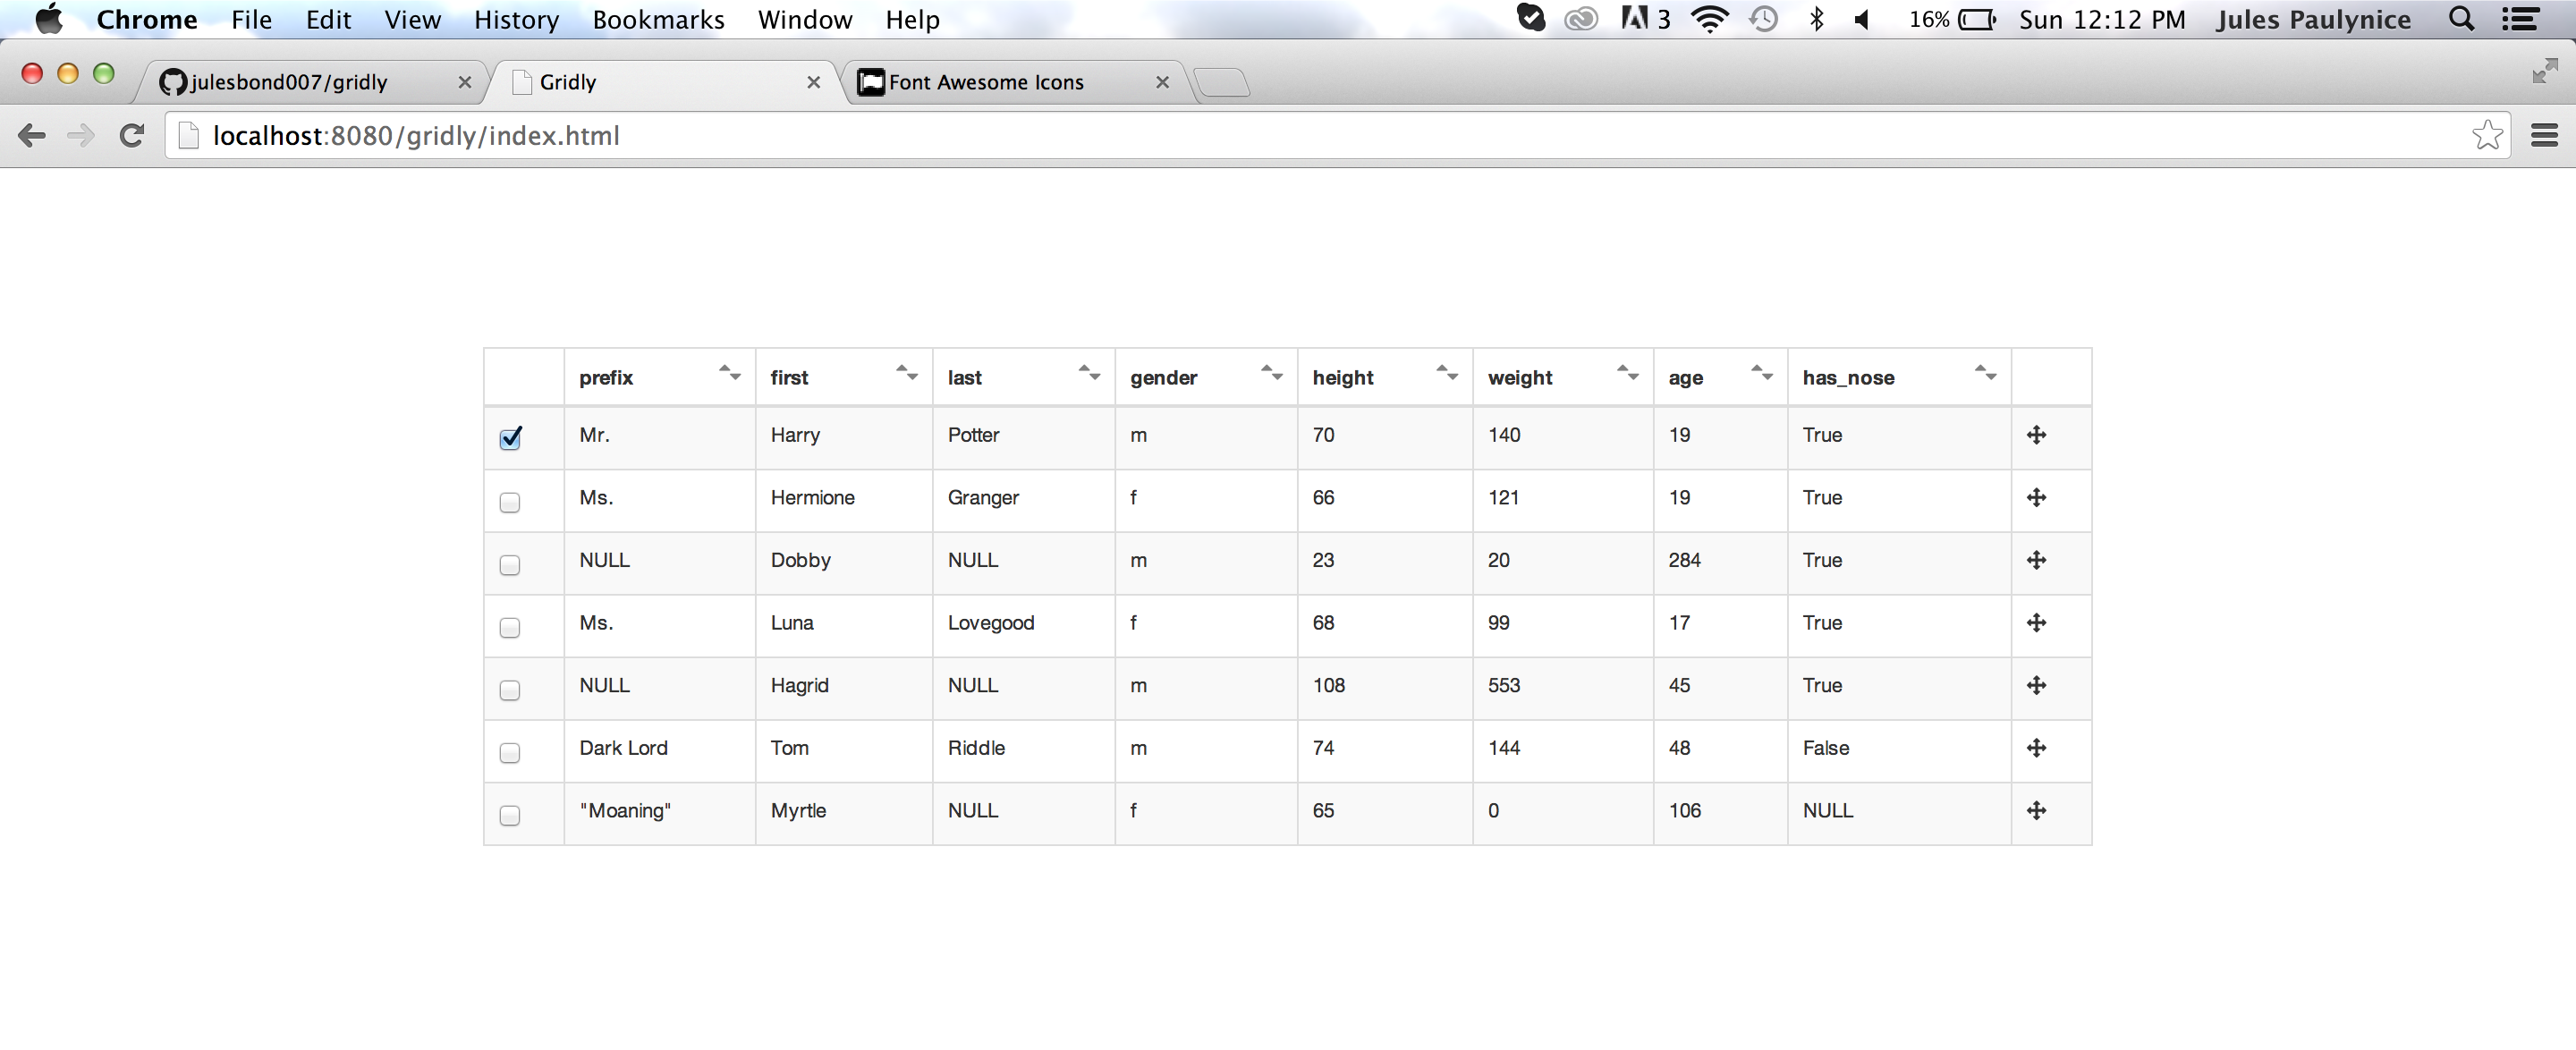 Chrome File Edit View History Bookmarks Window Help 3 16% Sun 12:12 PM Jules Paulynice
julesbond007/gridly Gridly Font Awesome Icons
localhost:8080/gridly/index.html
prefix first last gender height weight age has_nose
Mr. Harry Potter m 70 140 19 True
Ms. Hermione Granger f 66 121 19 True
NULL Dobby NULL m 23 20 284 True
Ms. Luna Lovegood f 68 99 17 True
NULL Hagrid NULL m 108 553 45 True
Dark Lord Tom Riddle m 74 144 48 False
"Moaning" Myrtle NULL f 65 0 106 NULL